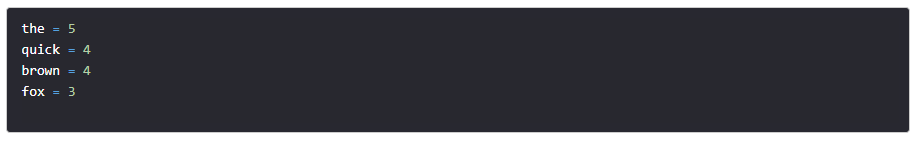 the = 5
quick = 4
brown = 4
fox = 3